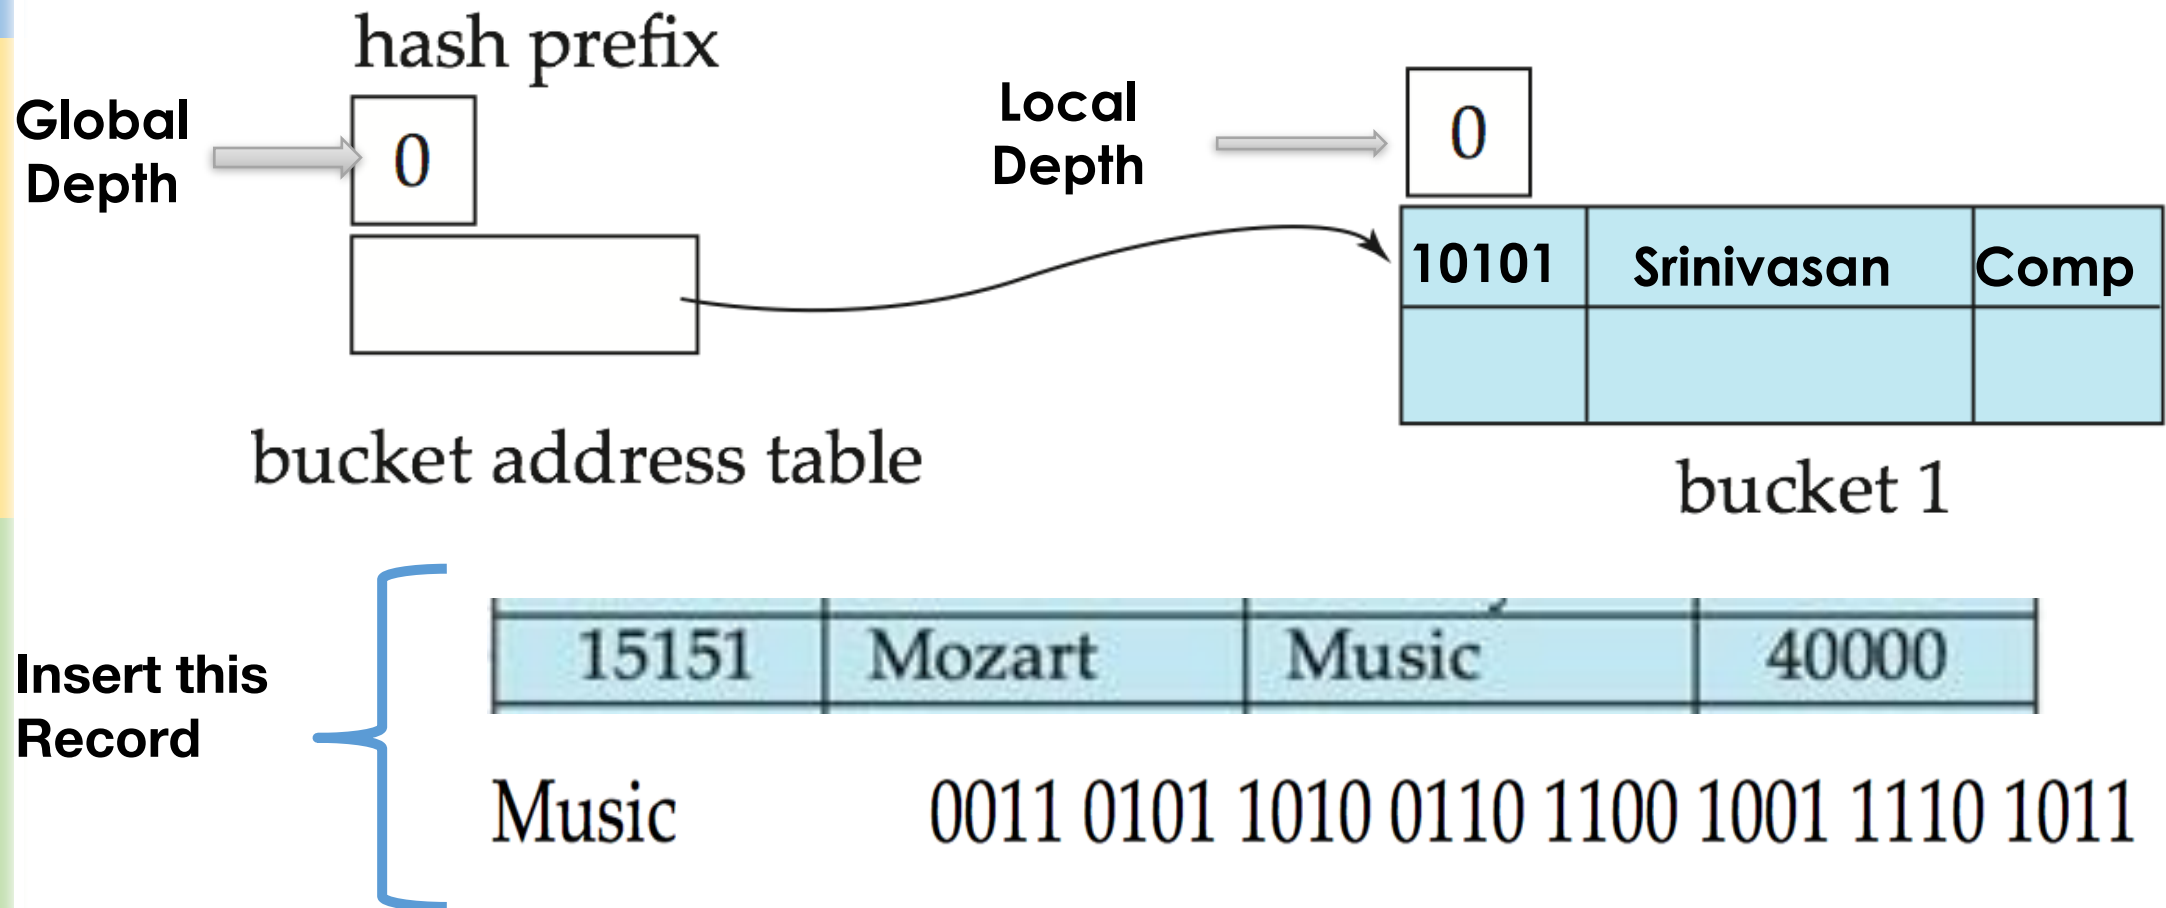 hash prefix
Global
Depth
0
Local
Depth
0
10101 Srinivasan Comp
bucket address table
bucket 1
Insert this
Record
15151 Mozart Music 40000
Music 0011 0101 1010 0110 1100 1001 1110 1011